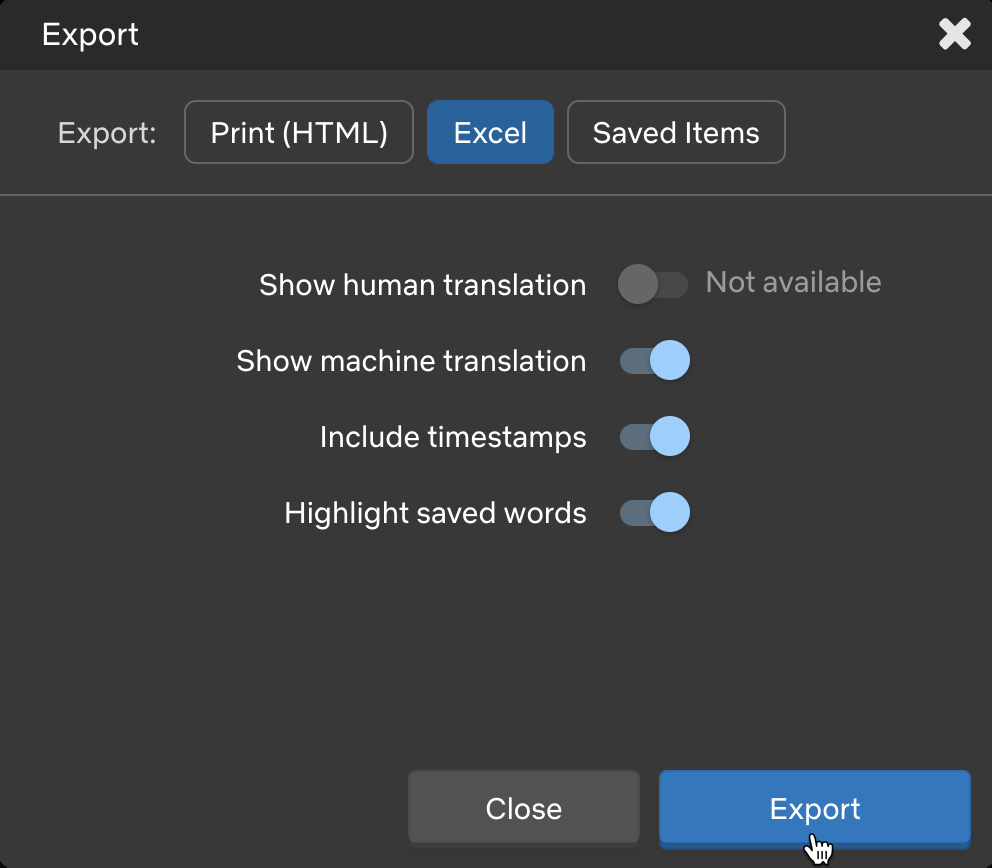 Export
Export: Print (HTML) Excel Saved Items
Show human translation Not available
Show machine translation
Include timestamps
Highlight saved words
Close Export